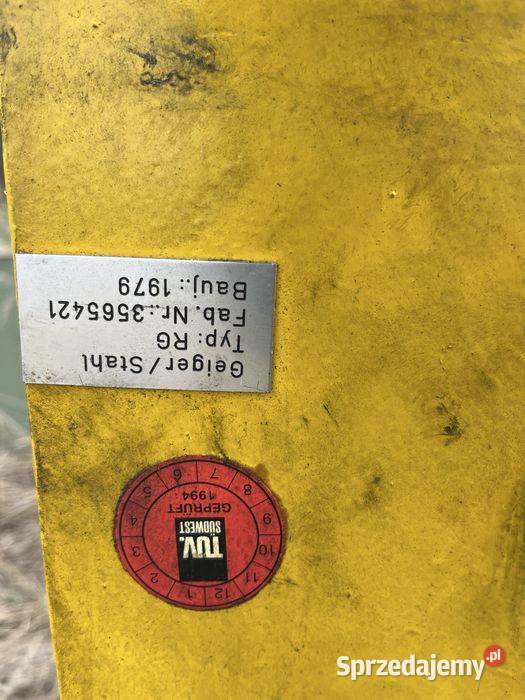 Geiger/Stahl
Typ: RG
Fab. Nr.: 3565421
Bauj.: 1979
TÜV
SÜDWEST
GEPRÜFT
1994
1 2 3 4 5 6 7 8 9 10 11 12
Sprzedajemy.pl